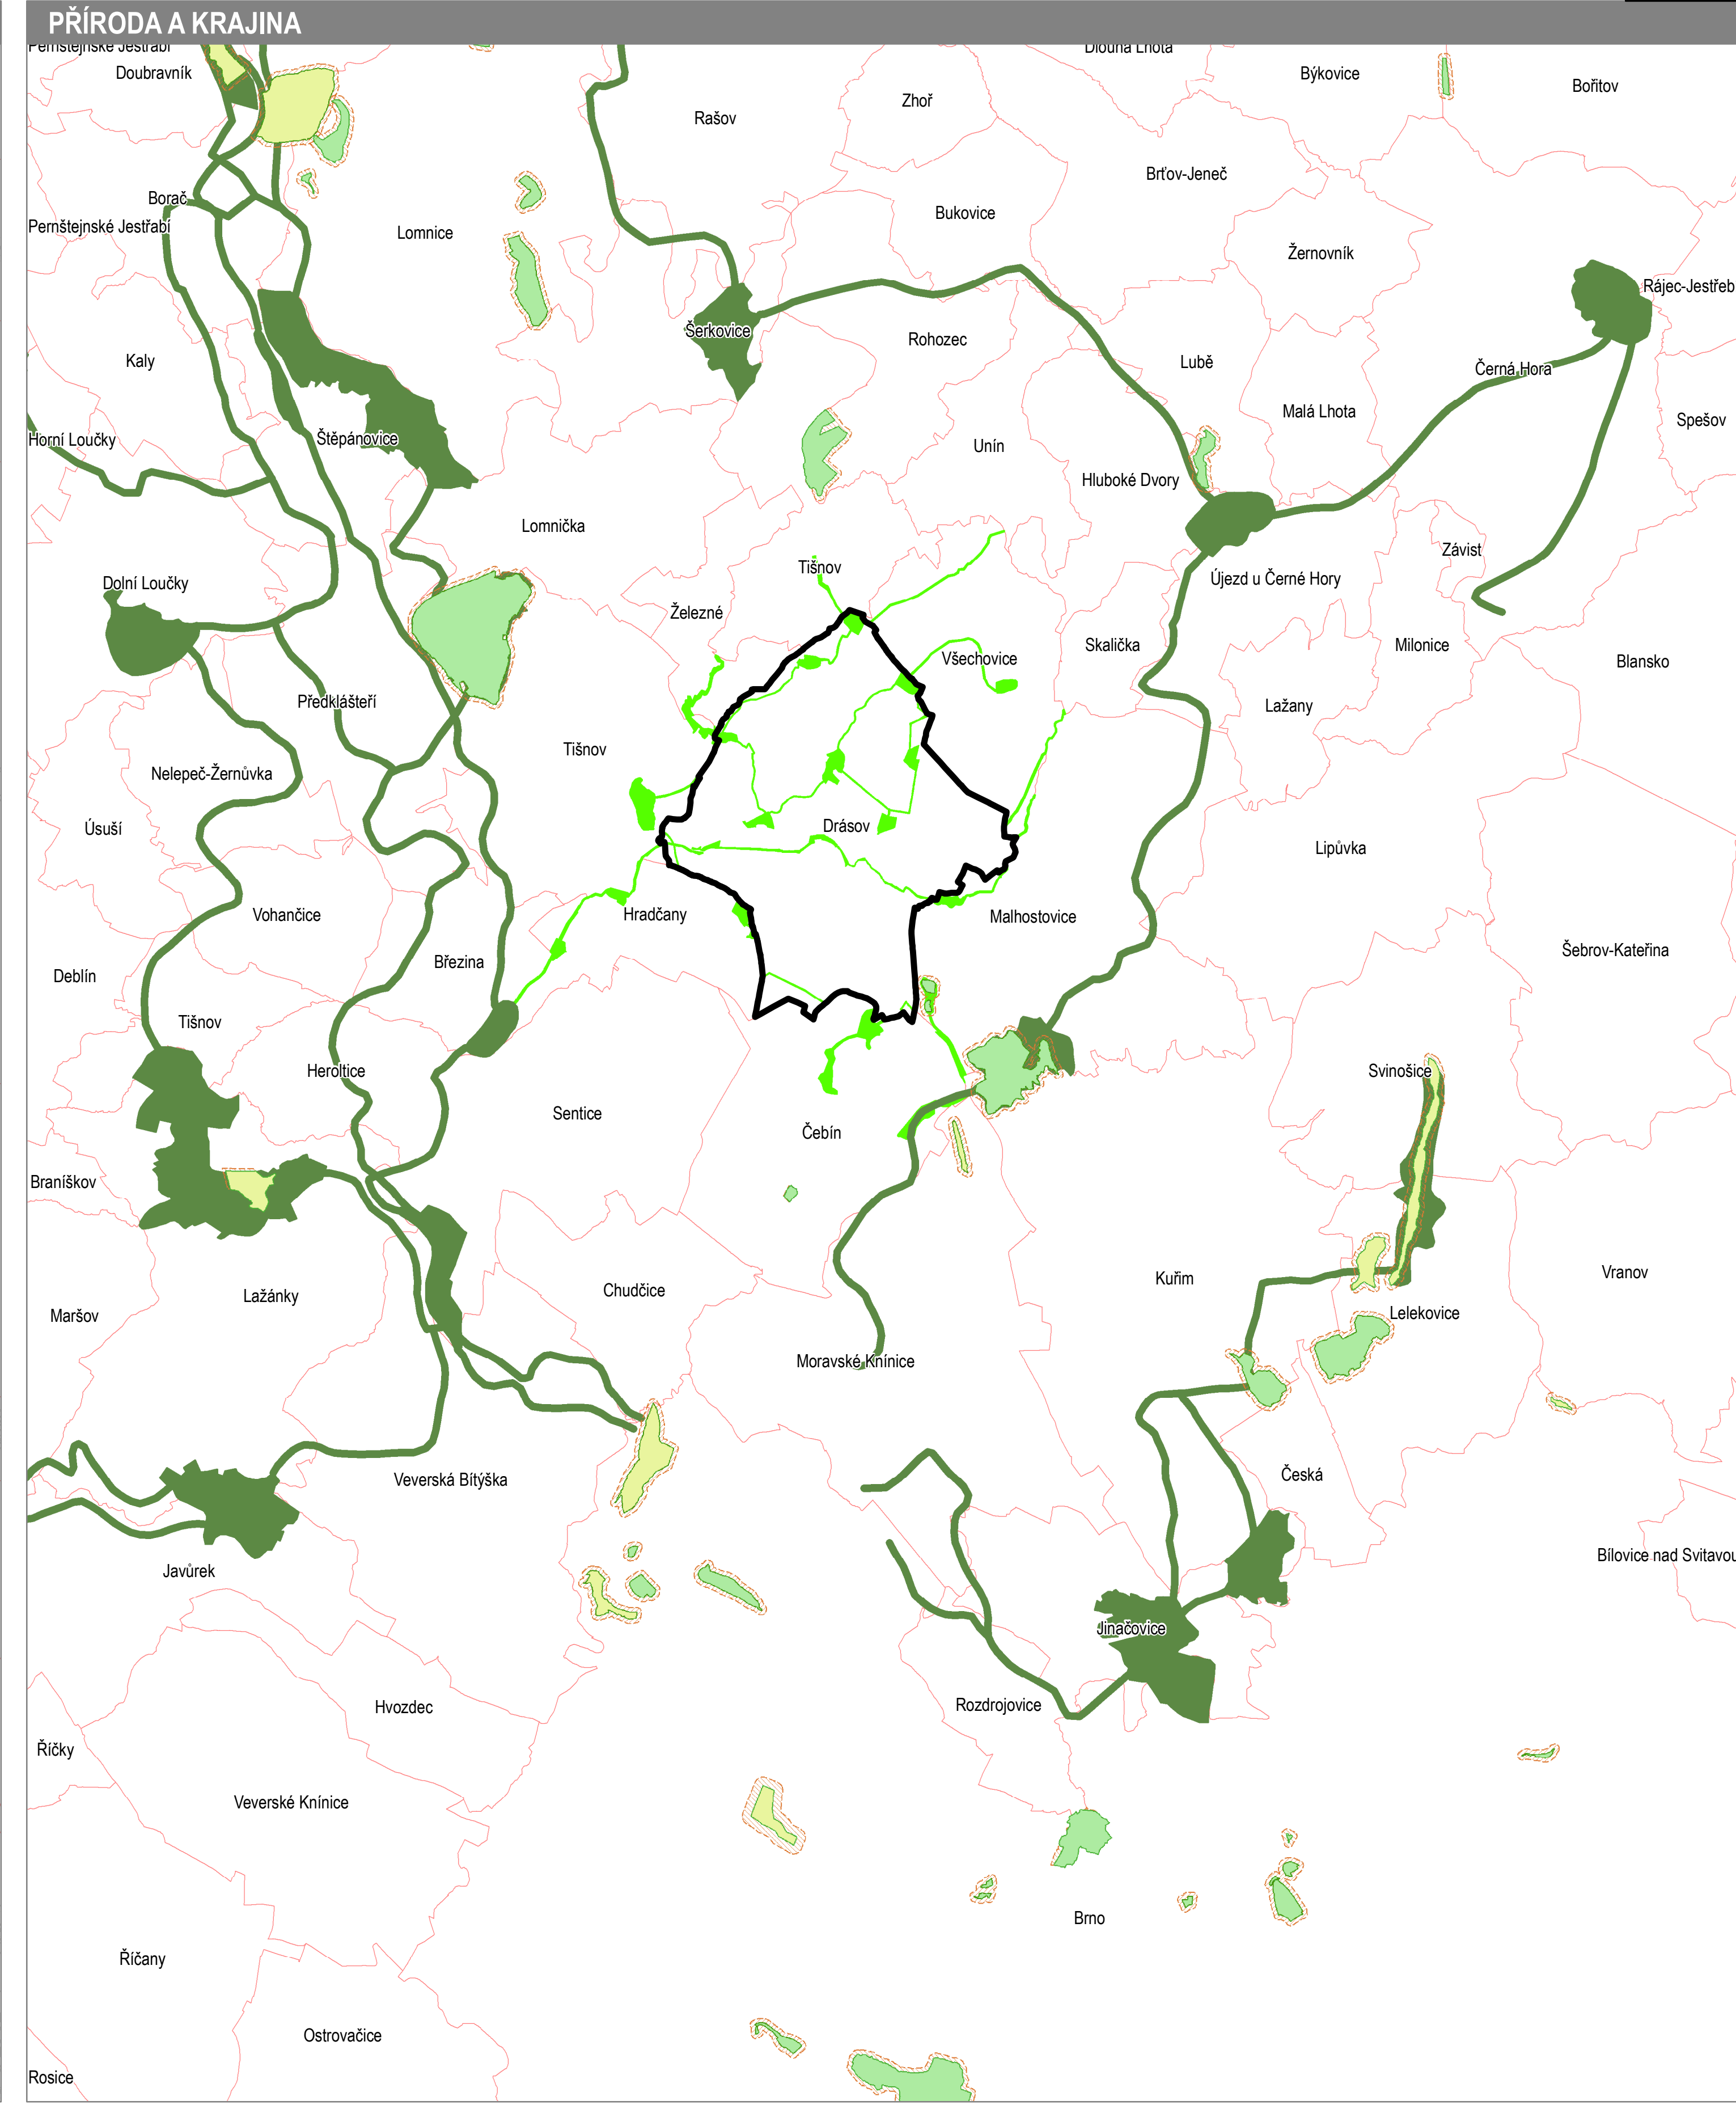 PŘÍRODA A KRAJINA
Pernštejnské Jestřabí
Dlouhá Lhota
Doubravník
Býkovice
Bořitov
Zhoř
Rašov
Brťov-Jeneč
Borač
Bukovice
Pernštejnské Jestřabí
Lomnice
Žernovník
Rájec-Jestřeb
Šerkovice
Rohozec
Kaly
Lubě
Černá Hora
Malá Lhota
Spešov
Horní Loučky
Štěpánovice
Unín
Hluboké Dvory
Lomnička
Závist
Tišnov
Újezd u Černé Hory
Dolní Loučky
Železné
Skalička
Milonice
Všechovice
Blansko
Předklášteří
Lažany
Tišnov
Nelepeč-Žernůvka
Drásov
Úsuší
Lipůvka
Vohančice
Hradčany
Malhostovice
Šebrov-Kateřina
Březina
Deblín
Tišnov
Heroltice
Svinošice
Sentice
Čebín
Braníškov
Vranov
Kuřim
Chudčice
Lažánky
Lelekovice
Maršov
Moravské Knínice
Česká
Veverská Bítýška
Bílovice nad Svitavou
Javůrek
Jinačovice
Rozdrojovice
Hvozdec
Říčky
Veverské Knínice
Brno
Říčany
Ostrovačice
Rosice